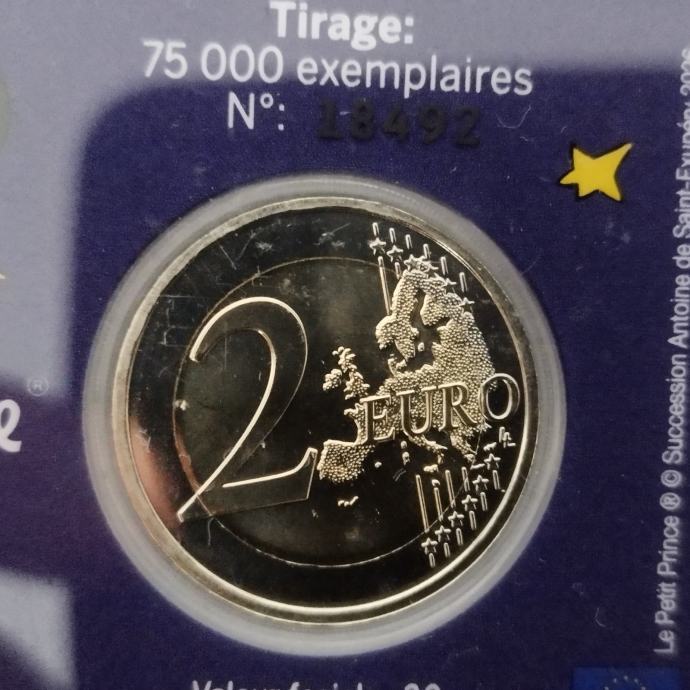 Tirage:
75 000 exemplaires
N°: 18492
2 EURO
Le Petit Prince ® © Succession Antoine de Saint-Exupéry
®